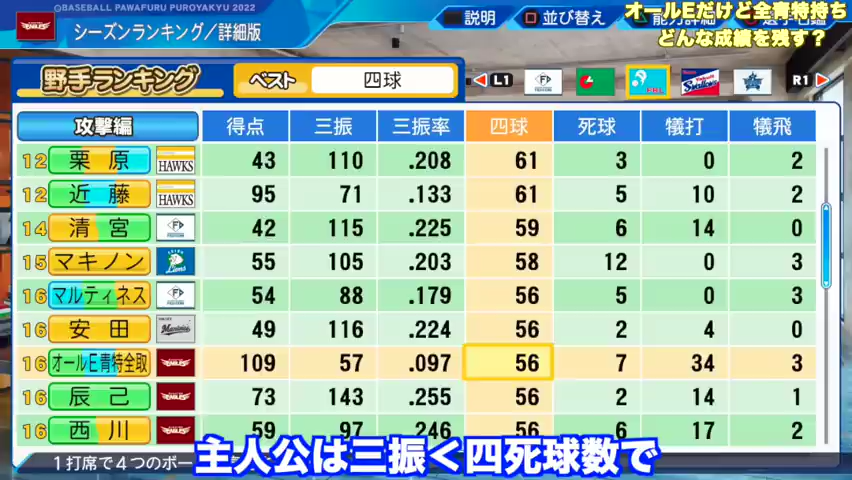 ©BASEBALL PAWAFURU PUROYAKYU 2022
シーズンランキング／詳細版
説明
並び替え
オールEだけど全青特持ち
どんな成績を残す？
野手ランキング
ベスト 四球
L1
Swallows
R1
攻撃編 得点 三振 三振率 四球 死球 犠打 犠飛
12 栗原 HAWKS 43 110 .208 61 3 0 2
12 近藤 HAWKS 95 71 .133 61 5 10 2
14 清宮 42 115 .225 59 6 14 0
15 マキノン Lions 55 105 .203 58 12 0 3
16 マルティネス 54 88 .179 56 5 0 3
16 安田 Marines 49 116 .224 56 2 4 0
16 オールE青特全取 EAGLES 109 57 .097 56 7 34 3
16 辰己 EAGLES 73 143 .255 56 2 14 1
16 西川 EAGLES 59 97 .246 56 6 17 2
1打席で4つのボー
主人公は三振＜四死球数で